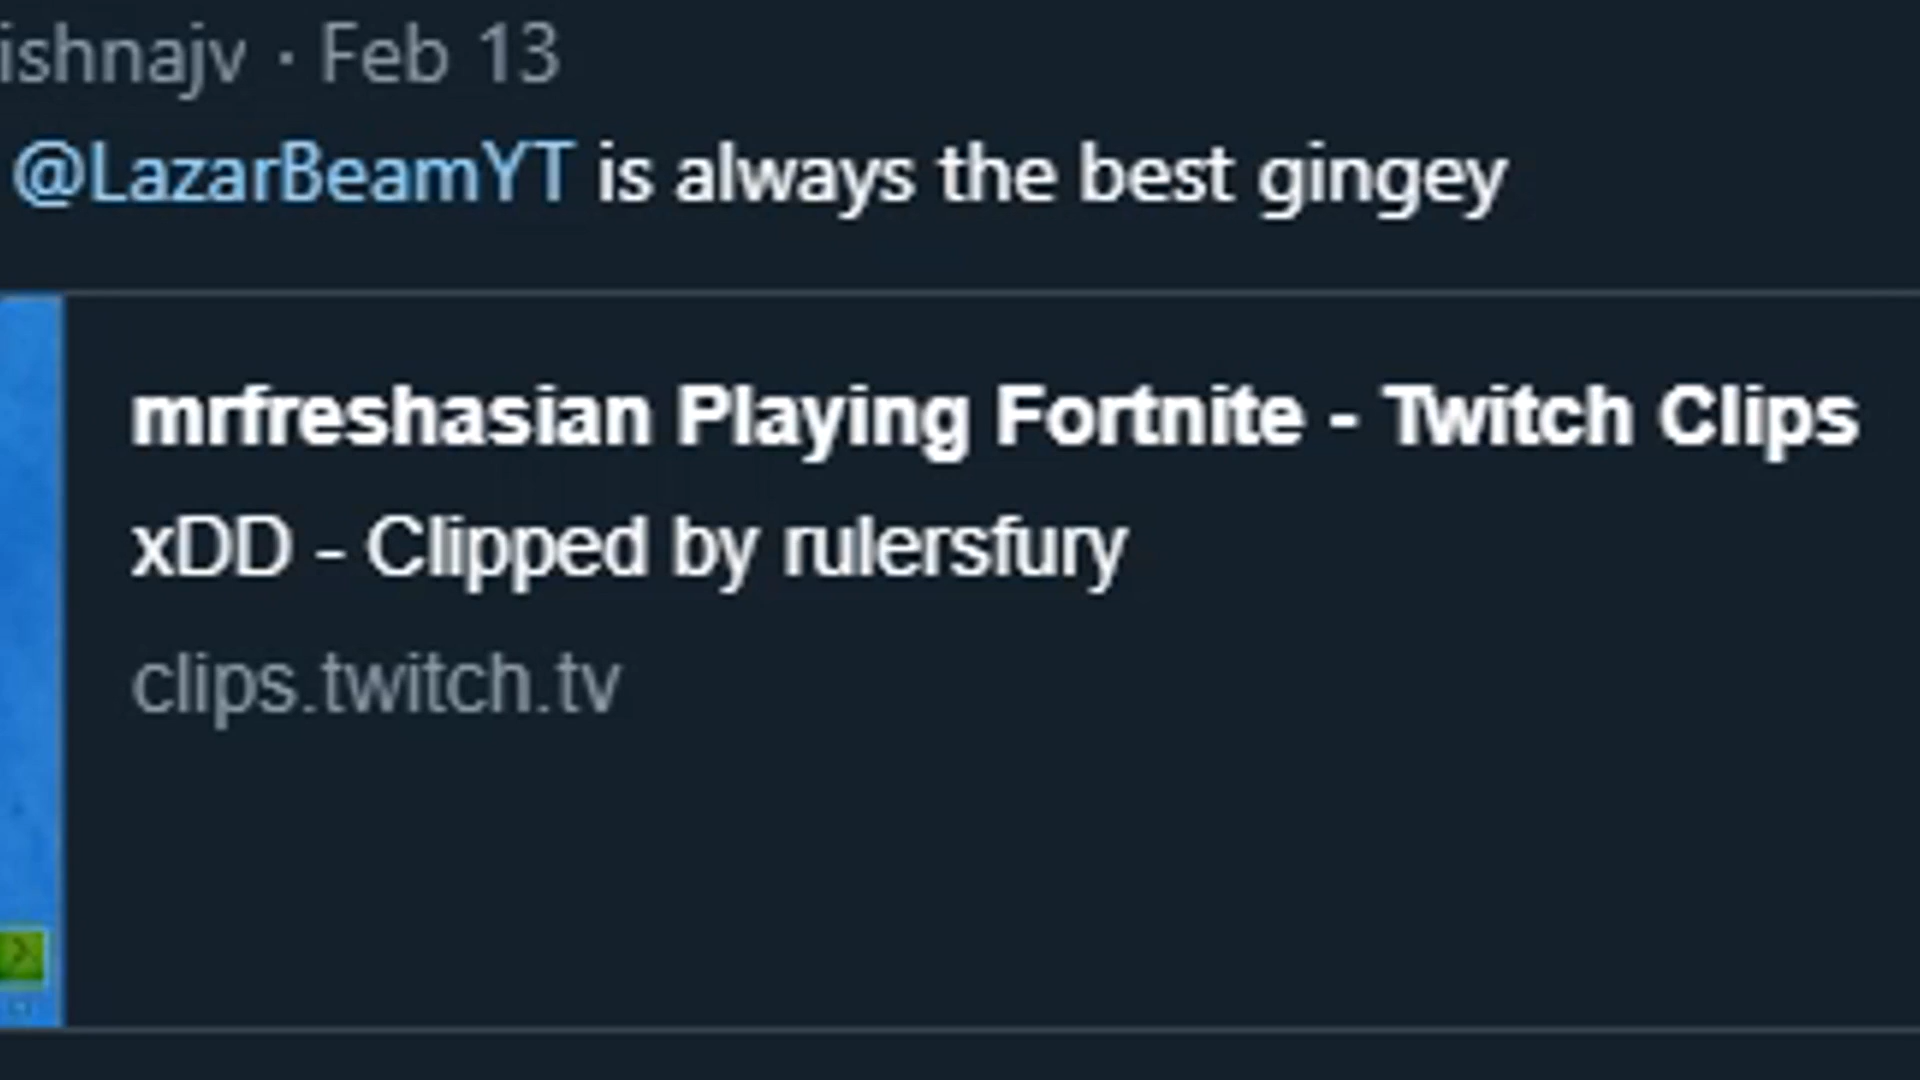 ishnajv · Feb 13
@LazarBeamYT is always the best gingey
mrfreshasian Playing Fortnite - Twitch Clips
xDD - Clipped by rulersfury
clips.twitch.tv